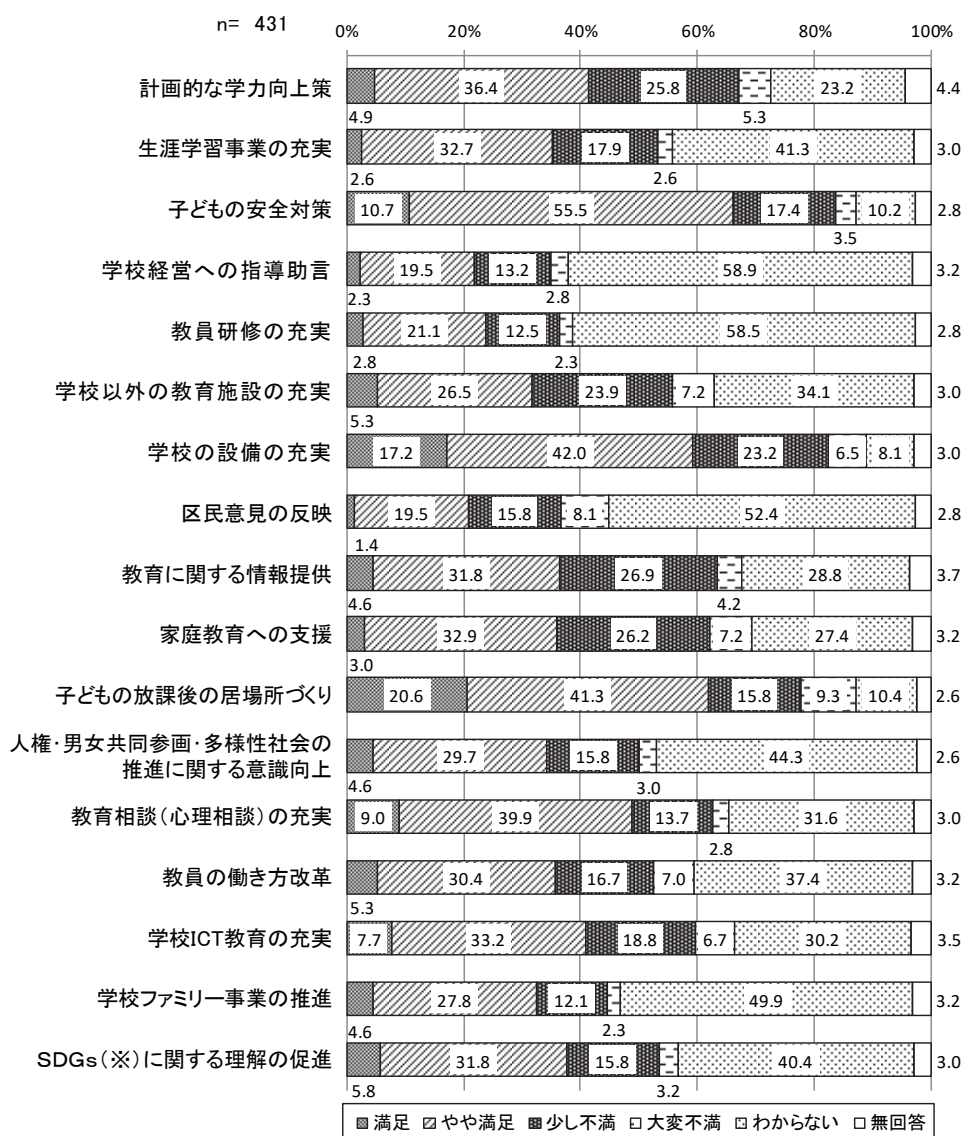 n= 431
0% 20% 40% 60% 80% 100%
計画的な学力向上策 36.4 25.8 23.2 4.4
4.9 5.3
生涯学習事業の充実 32.7 17.9 41.3 3.0
2.6 2.6
子どもの安全対策 10.7 55.5 17.4 10.2 2.8
3.5
学校経営への指導助言 19.5 13.2 58.9 3.2
2.3 2.8
教員研修の充実 21.1 12.5 58.5 2.8
2.8 2.3
学校以外の教育施設の充実 26.5 23.9 7.2 34.1 3.0
5.3
学校の設備の充実 17.2 42.0 23.2 6.5 8.1 3.0
区民意見の反映 19.5 15.8 8.1 52.4 2.8
1.4
教育に関する情報提供 31.8 26.9 28.8 3.7
4.6 4.2
家庭教育への支援 32.9 26.2 7.2 27.4 3.2
3.0
子どもの放課後の居場所づくり 20.6 41.3 15.8 9.3 10.4 2.6
人権・男女共同参画・多様性社会の
推進に関する意識向上 29.7 15.8 44.3 2.6
4.6 3.0
教育相談（心理相談）の充実 9.0 39.9 13.7 31.6 3.0
2.8
教員の働き方改革 30.4 16.7 7.0 37.4 3.2
5.3
学校ICT教育の充実 7.7 33.2 18.8 6.7 30.2 3.5
学校ファミリー事業の推進 27.8 12.1 49.9 3.2
4.6 2.3
SDGs（※）に関する理解の促進 31.8 15.8 40.4 3.0
5.8 3.2
満足 やや満足 少し不満 大変不満 わからない 無回答